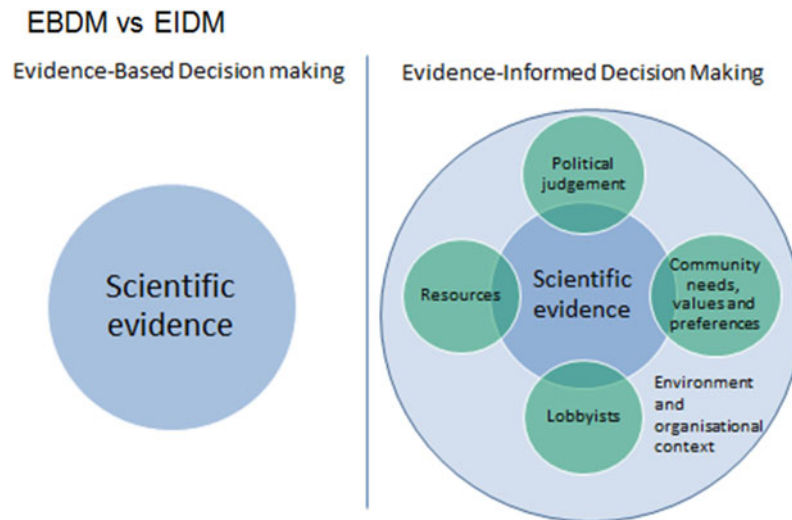 EBDM vs EIDM
Evidence-Based Decision making
Scientific
evidence
Evidence-Informed Decision Making
Political
judgement
Resources
Scientific
evidence
Community
needs,
values and
preferences
Lobbyists
Environment
and
organisational
context